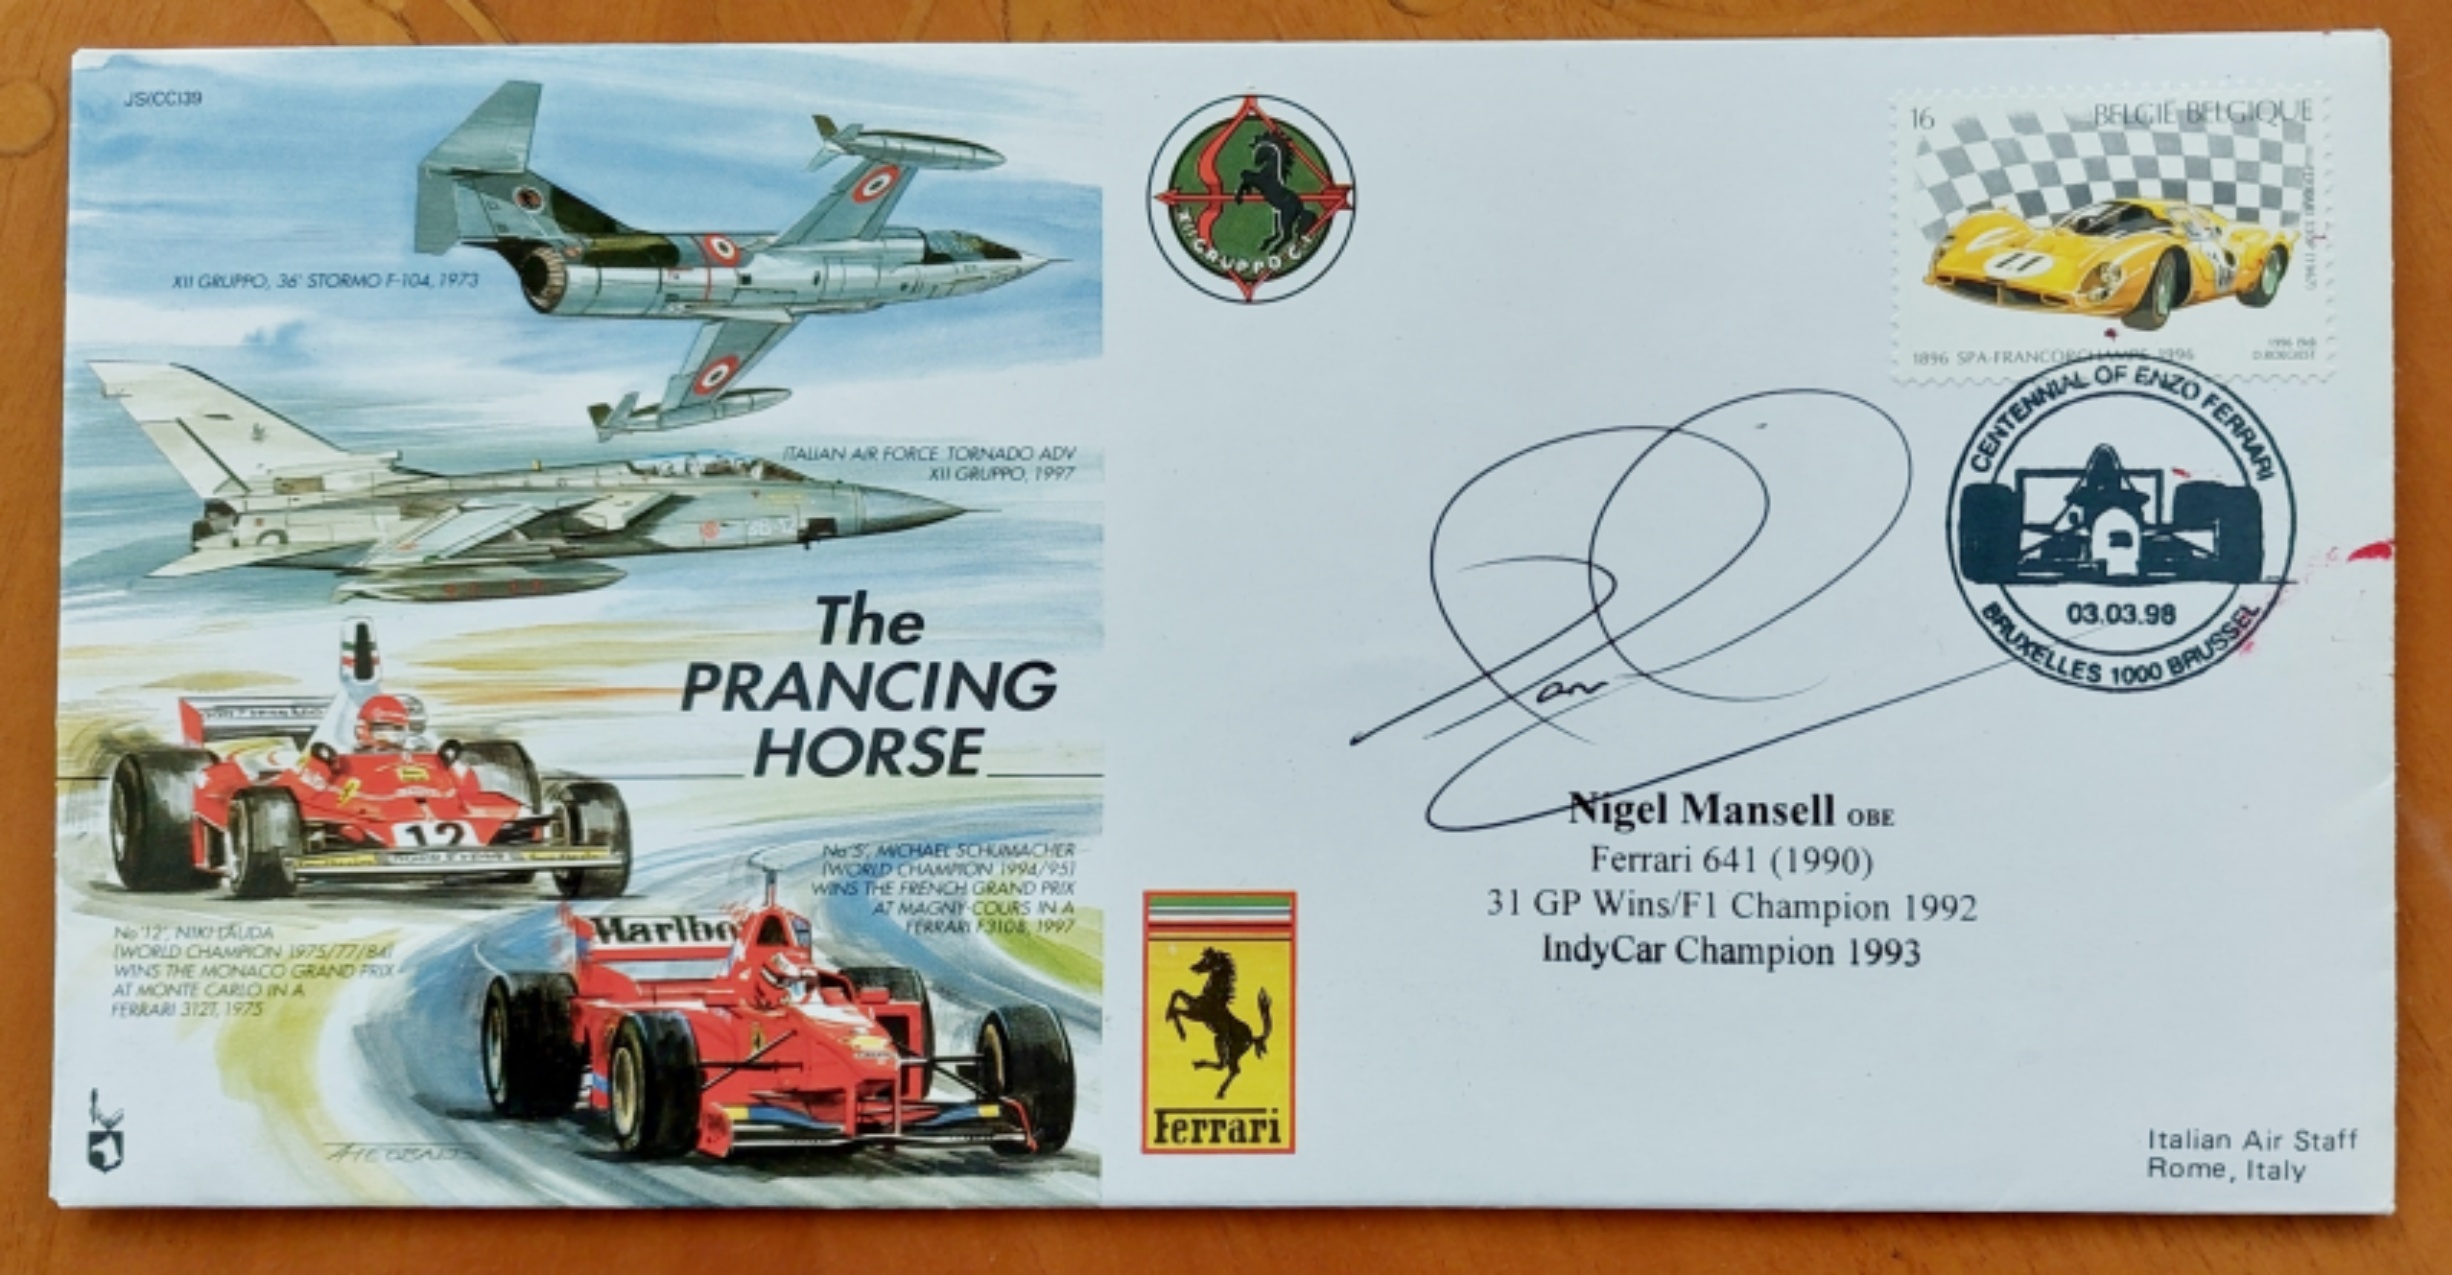 JS(CC)39
XII GRUPPO, 36° STORMO F-104, 1973
ITALIAN AIR FORCE TORNADO ADV
XII GRUPPO, 1997
The
PRANCING
HORSE
12
No '12', NIKI LAUDA
(WORLD CHAMPION 1975/77/84)
WINS THE MONACO GRAND PRIX
AT MONTE CARLO IN A
FERRARI 312T, 1975
No '5', MICHAEL SCHUMACHER
(WORLD CHAMPION 1994/95)
WINS THE FRENCH GRAND PRIX
AT MAGNY-COURS IN A
FERRARI F310B, 1997
Marlbo
XII GRUPPO C.I.
Ferrari
16 BELGIE BELGIQUE
11
1896 SPA-FRANCORCHAMPS 1996
CENTENNIAL OF ENZO FERRARI
03.03.98
BRUXELLES 1000 BRUSSEL
Nigel Mansell OBE
Ferrari 641 (1990)
31 GP Wins/F1 Champion 1992
IndyCar Champion 1993
Italian Air Staff
Rome, Italy